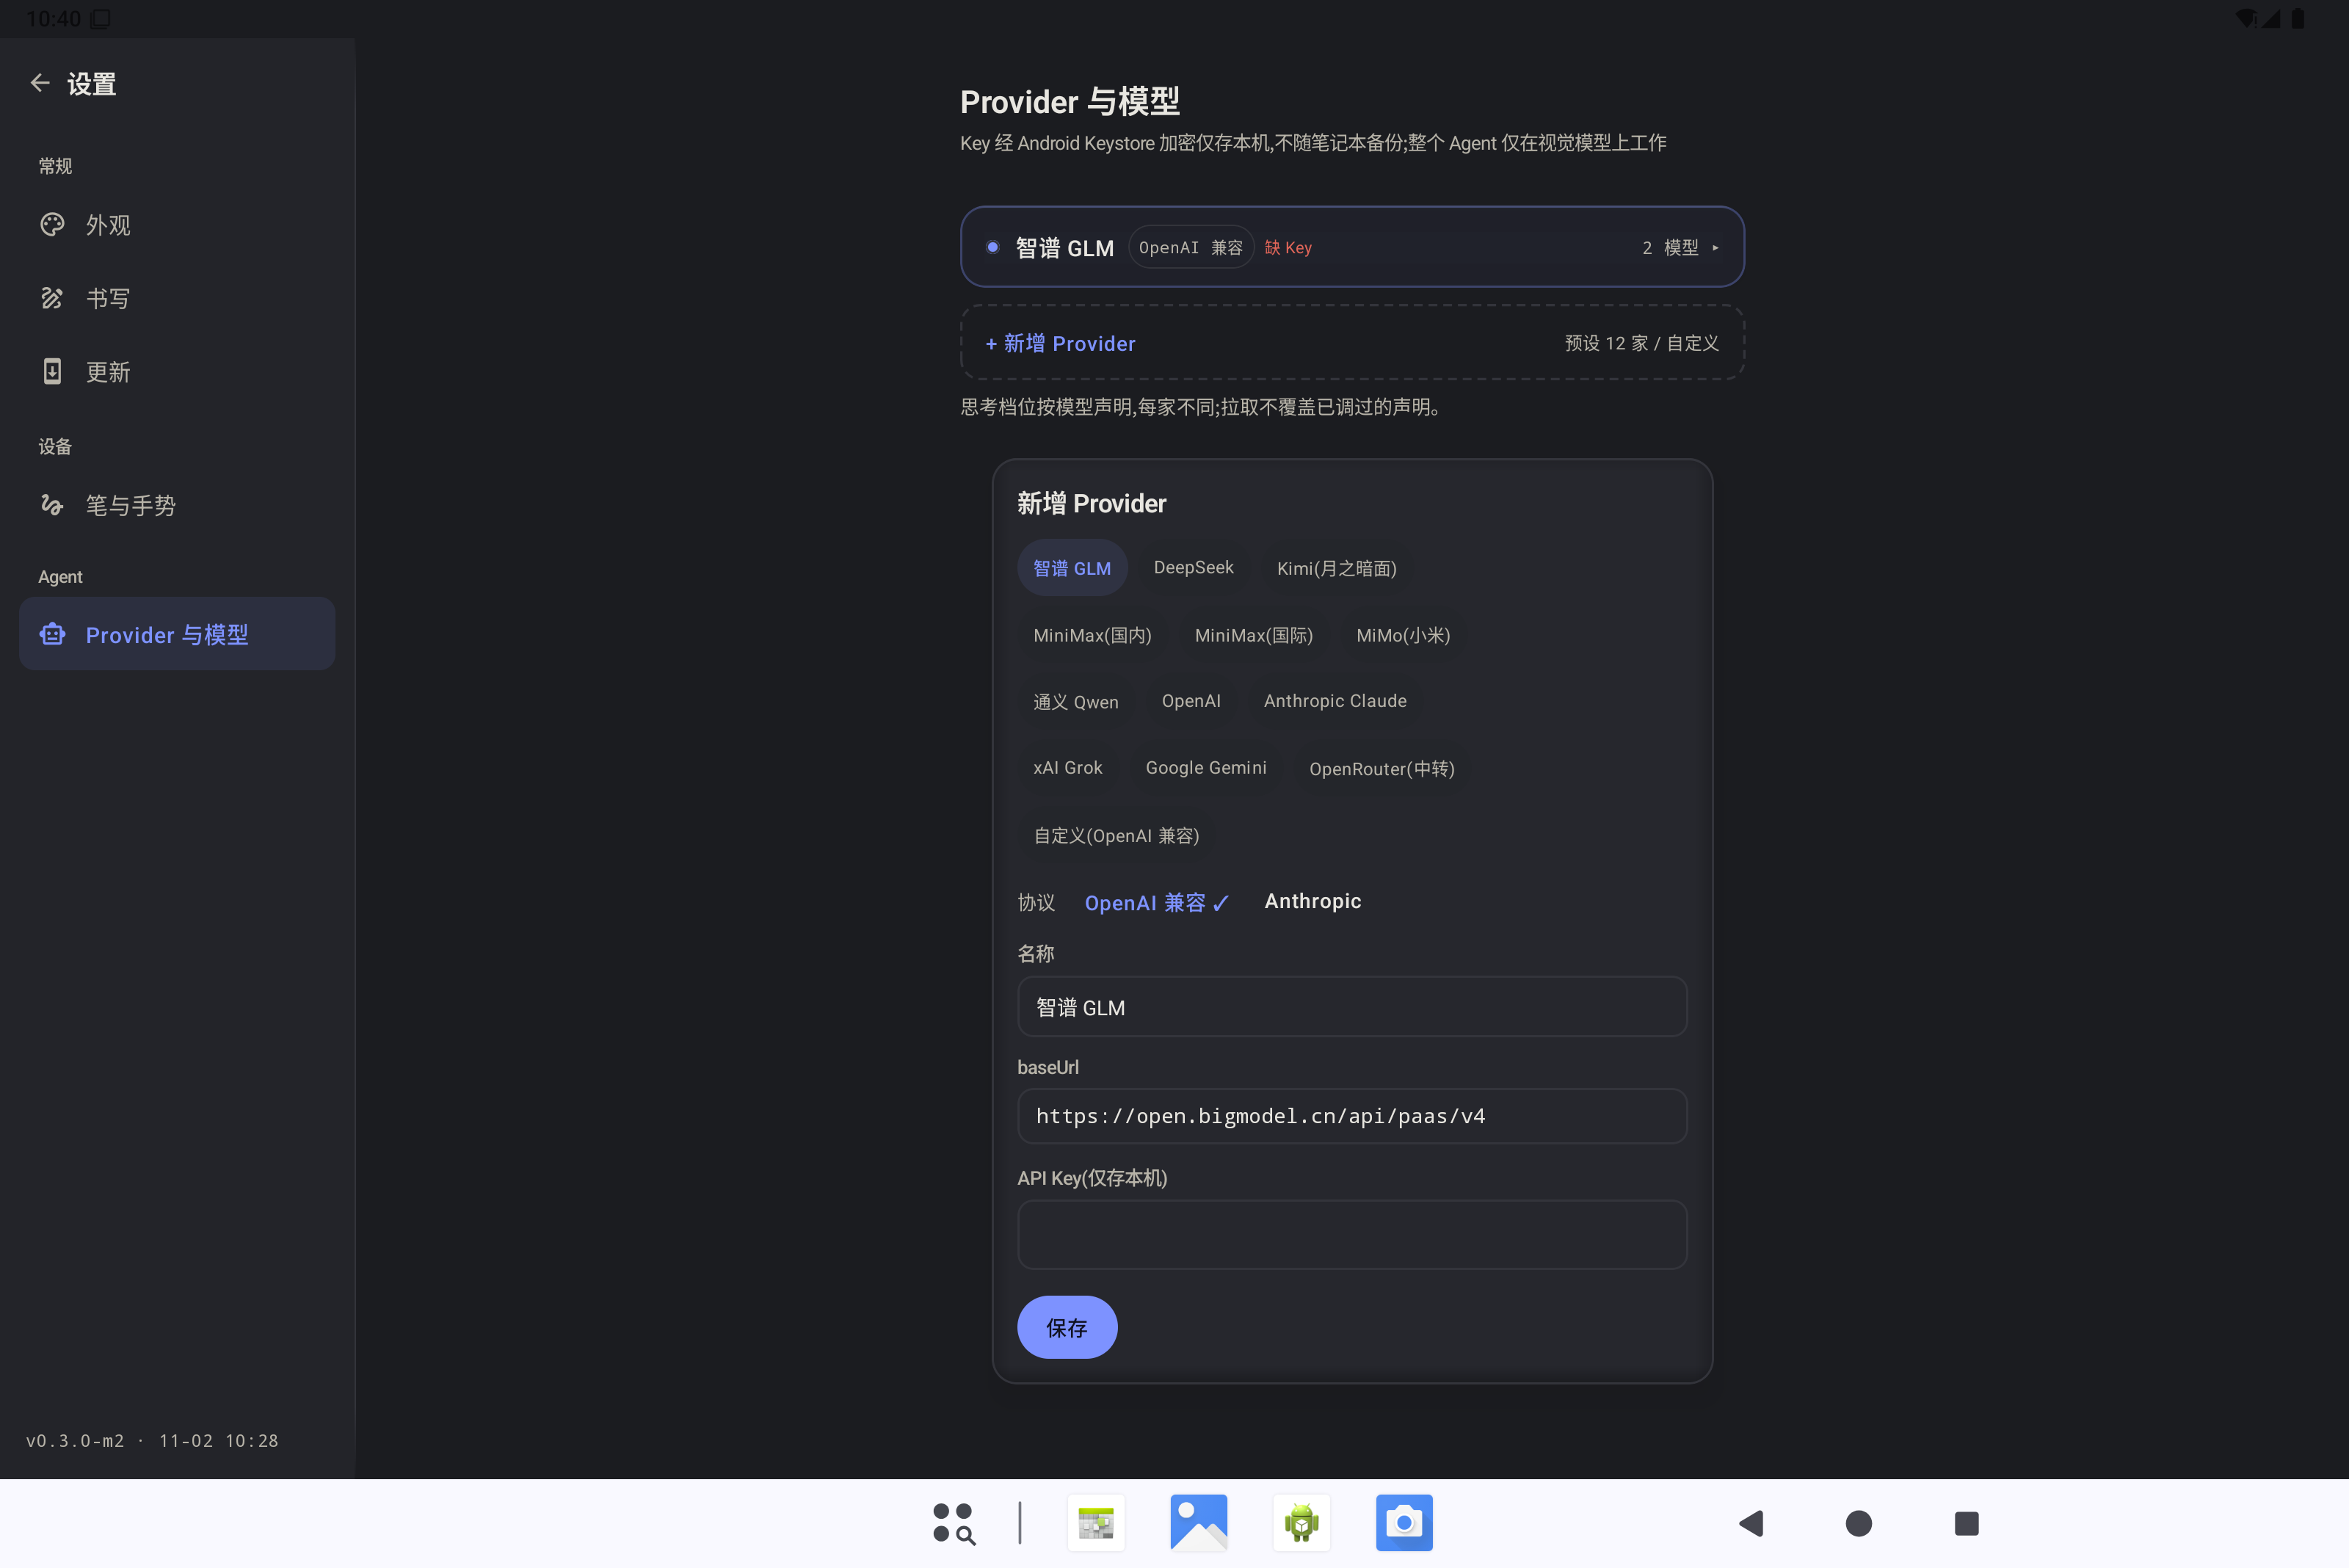 10:40
设置
常规
外观
书写
更新
设备
笔与手势
Agent
Provider 与模型
v0.3.0-m2 · 11-02 10:28
Provider 与模型
Key 经 Android Keystore 加密仅存本机,不随笔记本备份;整个 Agent 仅在视觉模型上工作
智谱 GLM OpenAI 兼容 缺 Key 2 模型 ▸
+ 新增 Provider 预设 12 家 / 自定义
思考档位按模型声明,每家不同;拉取不覆盖已调过的声明。
新增 Provider
智谱 GLM DeepSeek Kimi(月之暗面)
MiniMax(国内) MiniMax(国际) MiMo(小米)
通义 Qwen OpenAI Anthropic Claude
xAI Grok Google Gemini OpenRouter(中转)
自定义(OpenAI 兼容)
协议 OpenAI 兼容 ✓ Anthropic
名称
智谱 GLM
baseUrl
https://open.bigmodel.cn/api/paas/v4
API Key(仅存本机)
保存